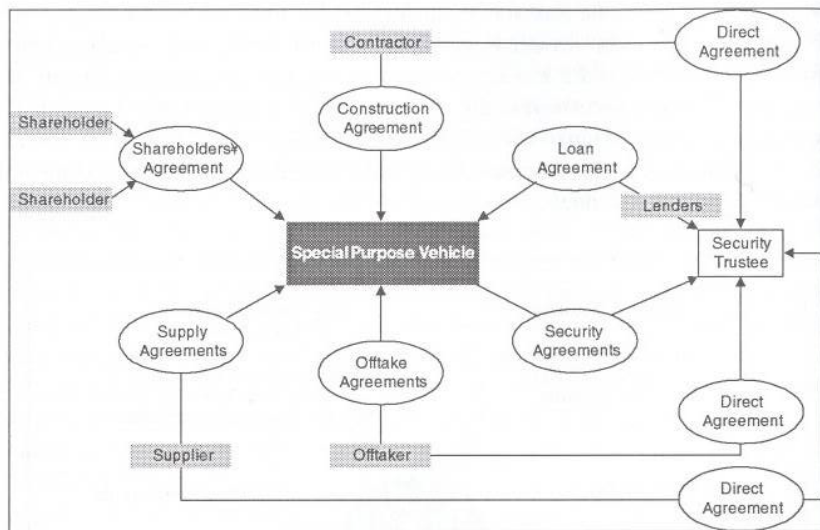 Contractor
Direct
Agreement
Construction
Agreement
Shareholder
Shareholders¥
Agreement
Loan
Agreement
Shareholder
Lenders
Special Purpose Vehicle
Security
Trustee
Supply
Agreements
Offtake
Agreements
Security
Agreements
Direct
Agreement
Supplier
Offtaker
Direct
Agreement